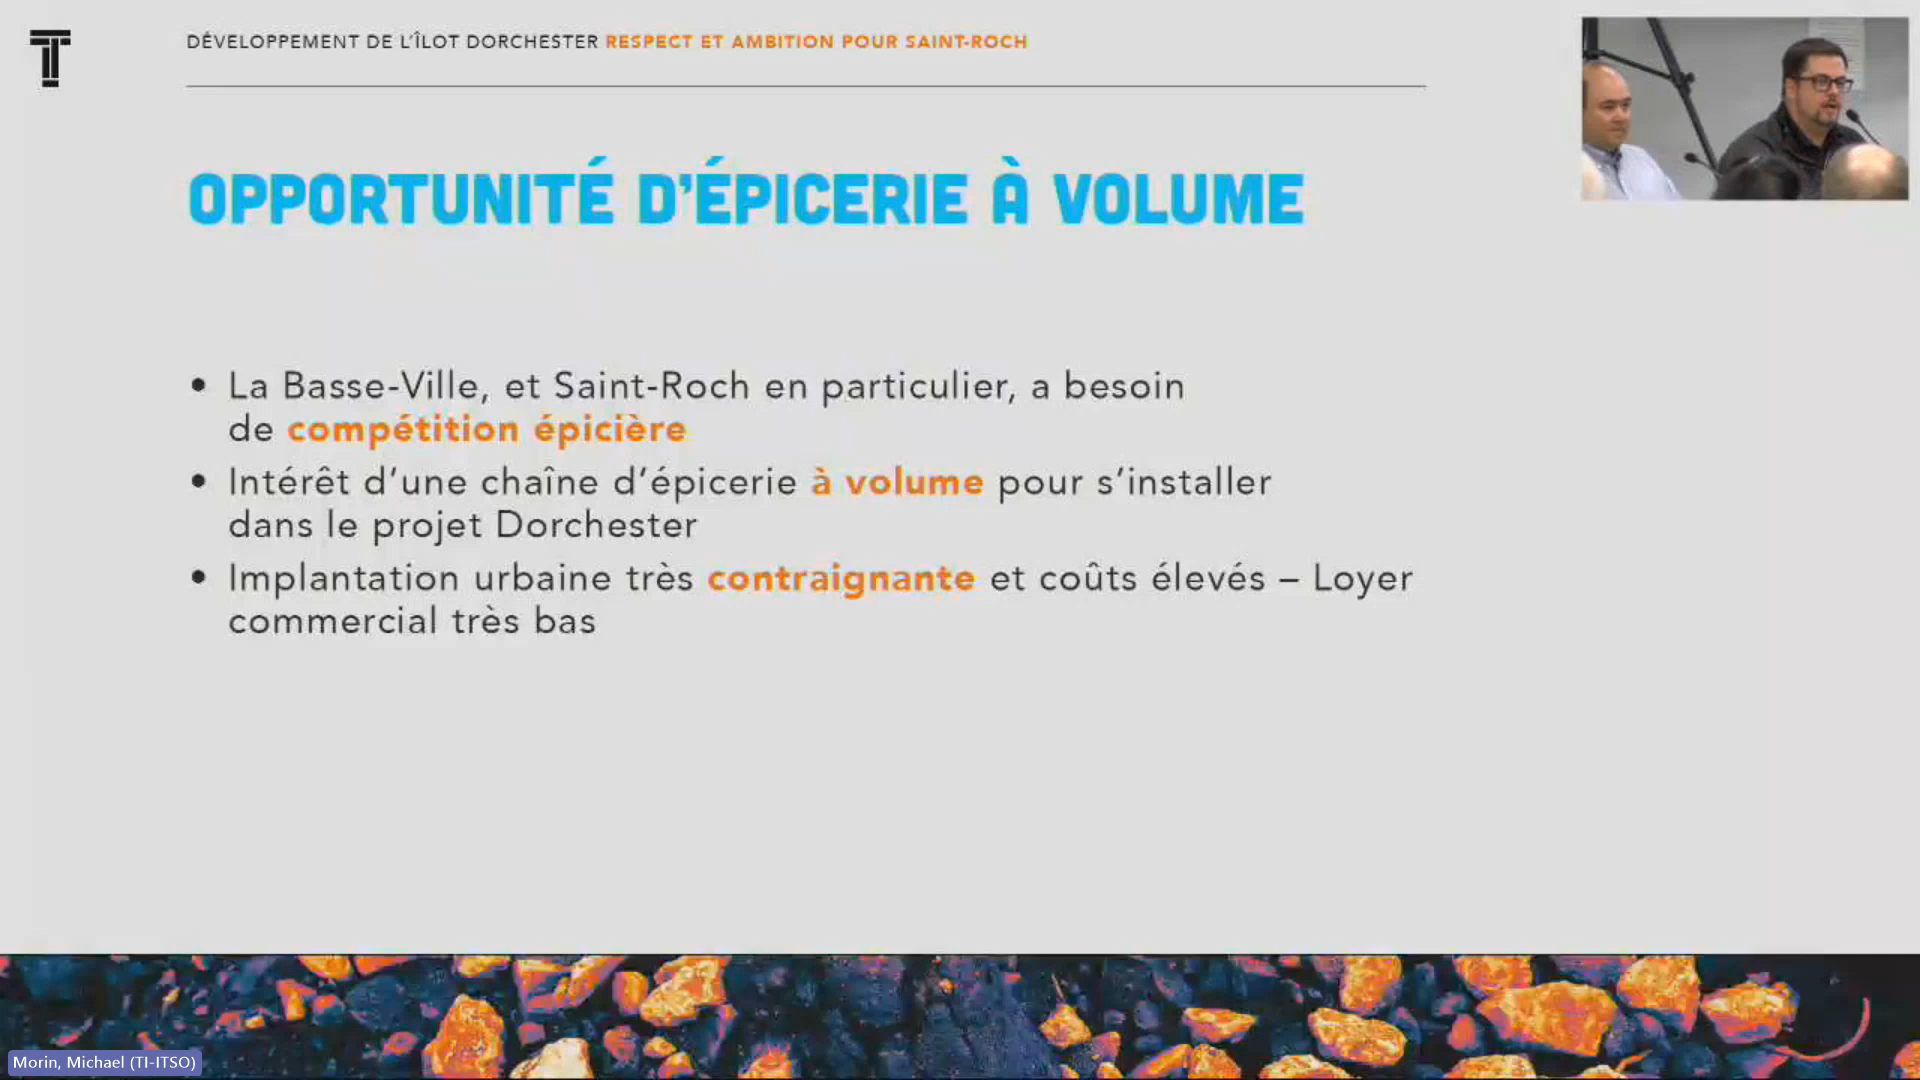 DÉVELOPPEMENT DE L'ÎLOT DORCHESTER RESPECT ET AMBITION POUR SAINT-ROCH
OPPORTUNITÉ D'ÉPICERIE À VOLUME
• La Basse-Ville, et Saint-Roch en particulier, a besoin
de compétition épicière
• Intérêt d'une chaîne d'épicerie à volume pour s'installer
dans le projet Dorchester
• Implantation urbaine très contraignante et coûts élevés – Loyer
commercial très bas
Morin, Michael (TI-ITSO)